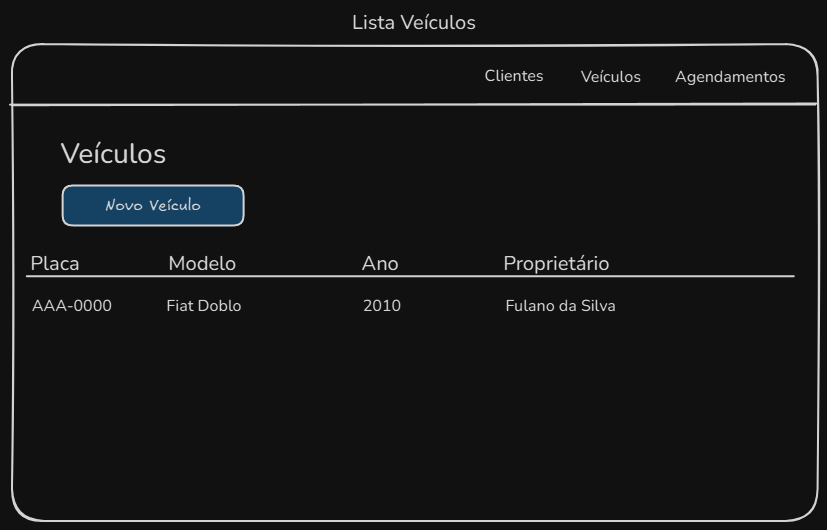 Lista Veículos
Clientes Veículos Agendamentos
Veículos
Novo Veículo
Placa Modelo Ano Proprietário
AAA-0000 Fiat Doblo 2010 Fulano da Silva